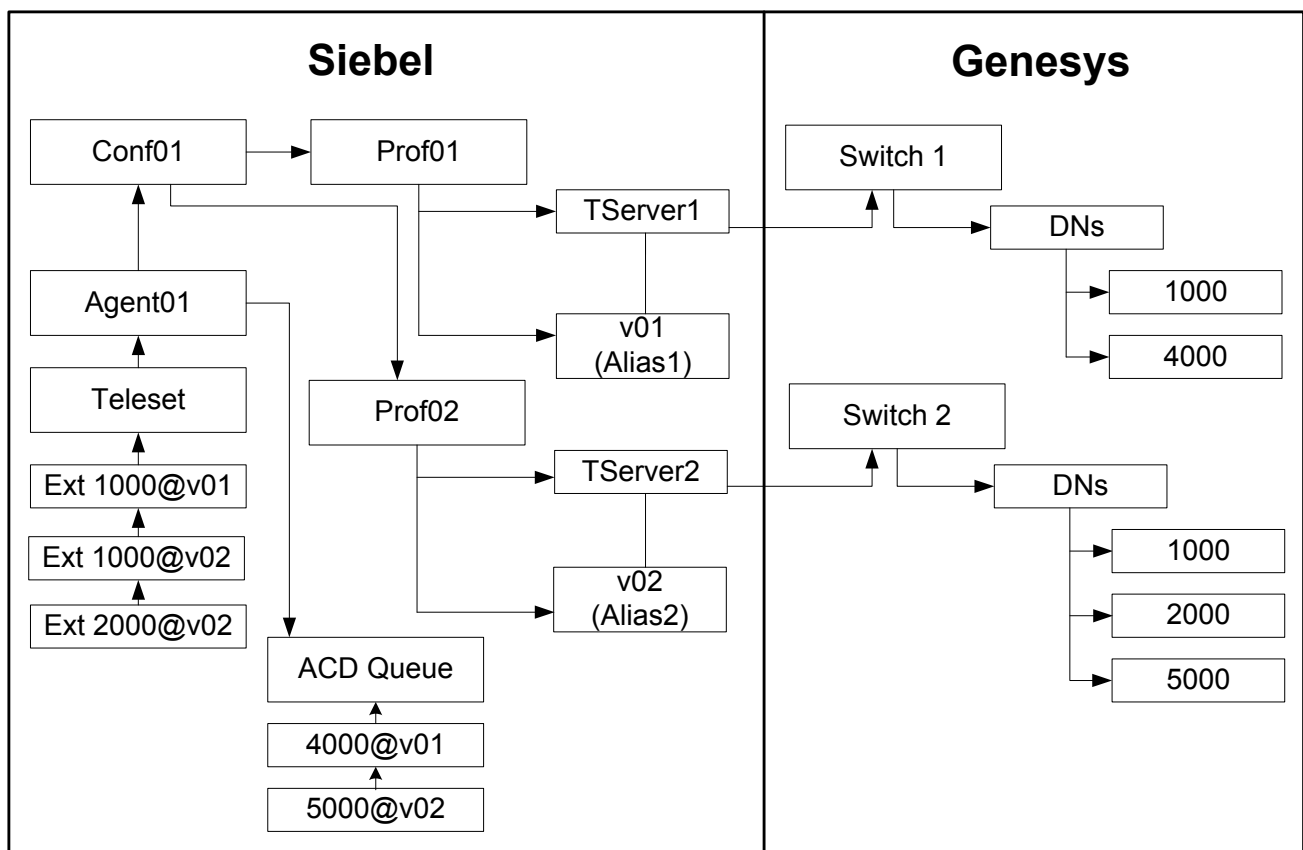 Siebel
Conf01
Prof01
TServer1
Agent01
v01
(Alias1)
Teleset
Prof02
Ext 1000@v01
TServer2
Ext 1000@v02
v02
(Alias2)
Ext 2000@v02
ACD Queue
4000@v01
5000@v02
Genesys
Switch 1
DNs
1000
4000
Switch 2
DNs
1000
2000
5000